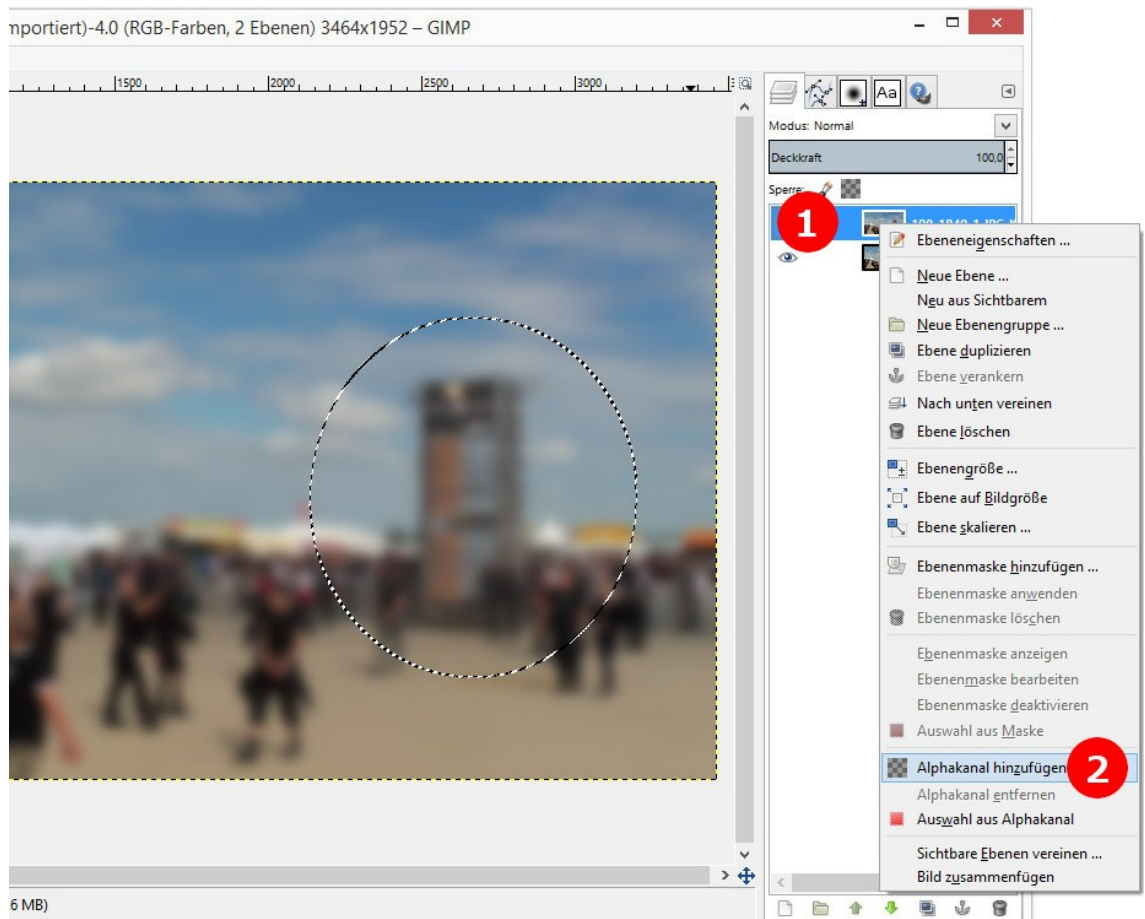 mportiert)-4.0 (RGB-Farben, 2 Ebenen) 3464x1952 – GIMP
1500 2000 2500 3000
Aa
Modus: Normal
Deckkraft 100,0
Sperre:
1
Ebeneneigenschaften ...
Neue Ebene ...
Neu aus Sichtbarem
Neue Ebenengruppe ...
Ebene duplizieren
Ebene verankern
Nach unten vereinen
Ebene löschen
Ebenengröße ...
Ebene auf Bildgröße
Ebene skalieren ...
Ebenenmaske hinzufügen ...
Ebenenmaske anwenden
Ebenenmaske löschen
Ebenenmaske anzeigen
Ebenenmaske bearbeiten
Ebenenmaske deaktivieren
Auswahl aus Maske
Alphakanal hinzufügen 2
Alphakanal entfernen
Auswahl aus Alphakanal
Sichtbare Ebenen vereinen ...
Bild zusammenfügen
6 MB)